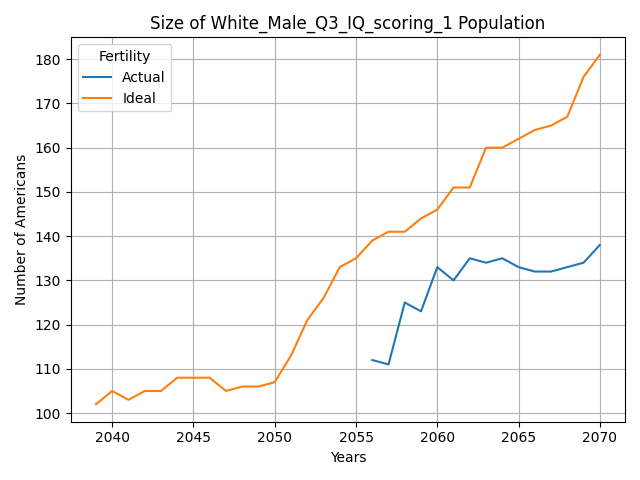 Size of White_Male_Q3_IQ_scoring_1 Population
Fertility
Actual
Ideal
Number of Americans
180
170
160
150
140
130
120
110
100
2040 2045 2050 2055 2060 2065 2070
Years